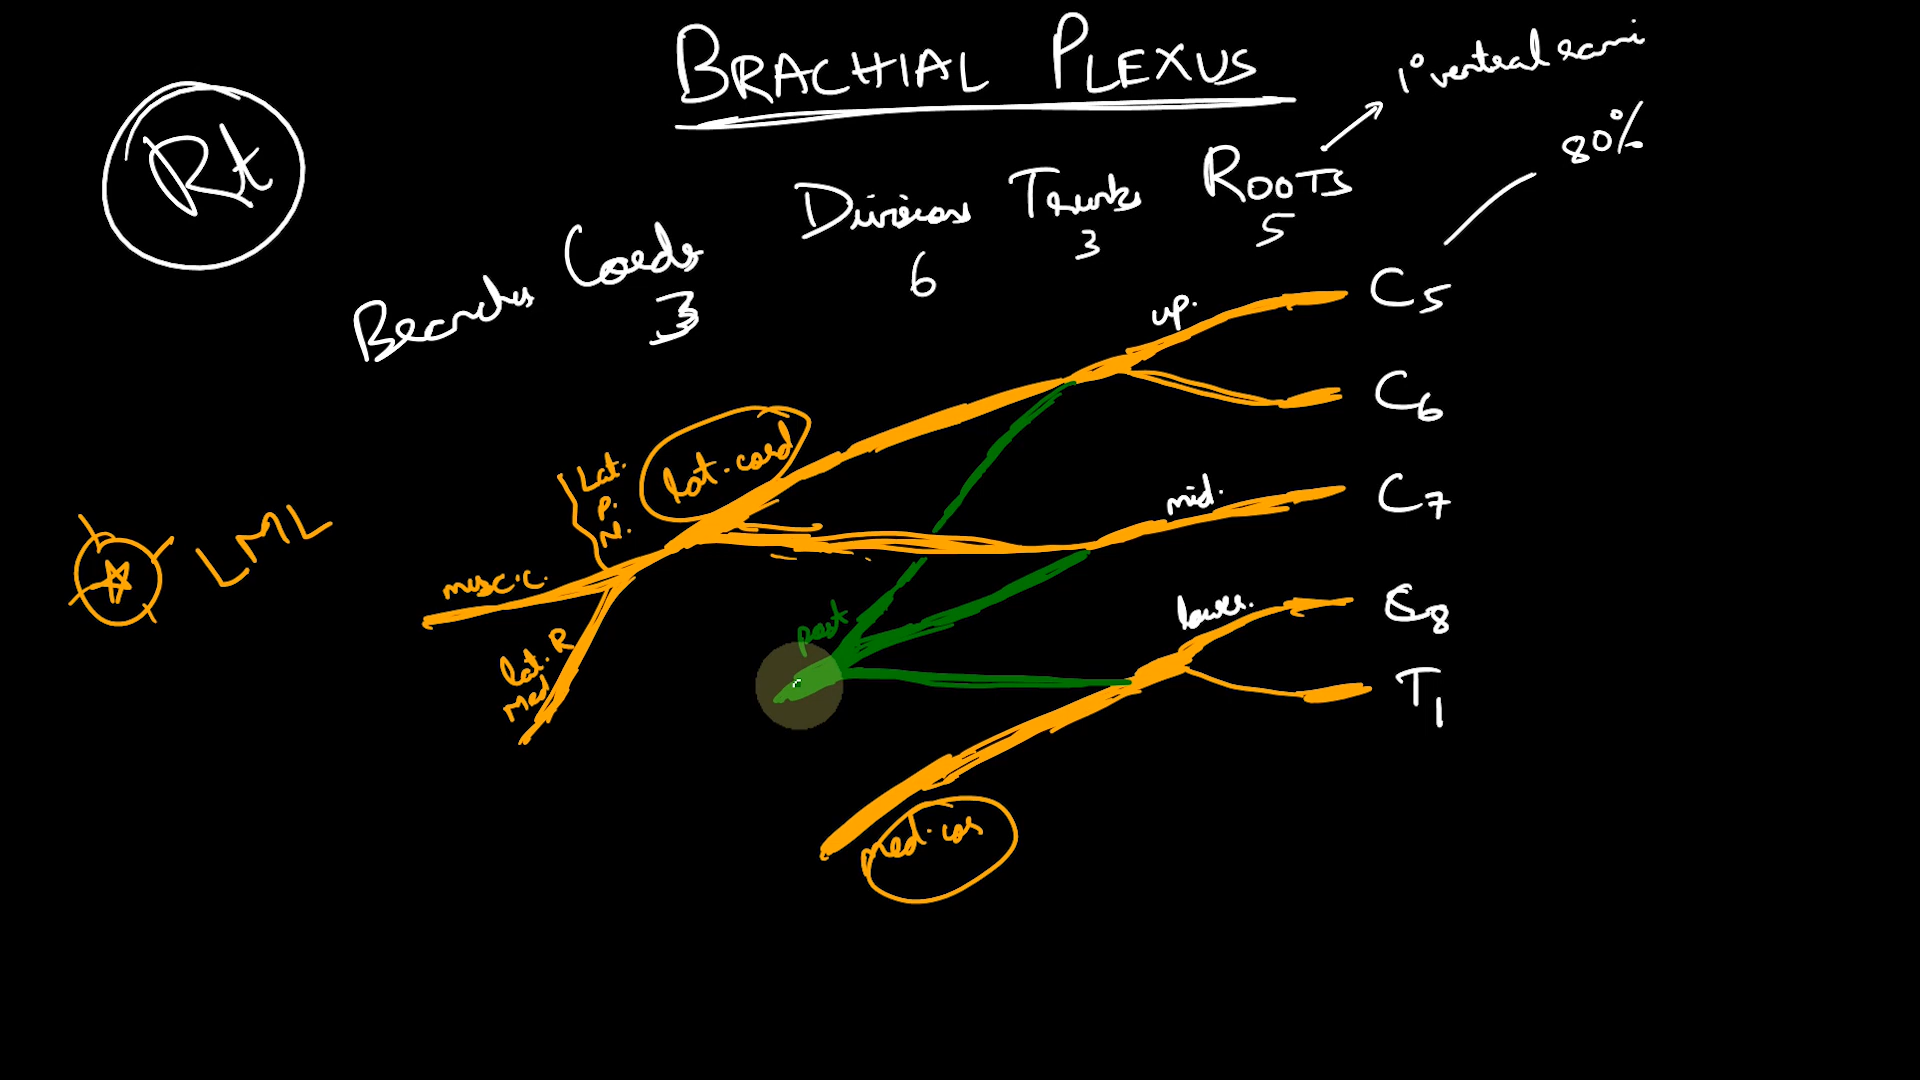 BRACHIAL PLEXUS
1° ventral rami
Rt
80%
Branches Cords Divisions Trunks ROOTS
3 6 3 5
C5
up.
C6
lat. cord
Lat.
P.
N.
mid.
C7
LML
musc. c.
lower.
C8
post
lat. R
Med
T1
med. cor